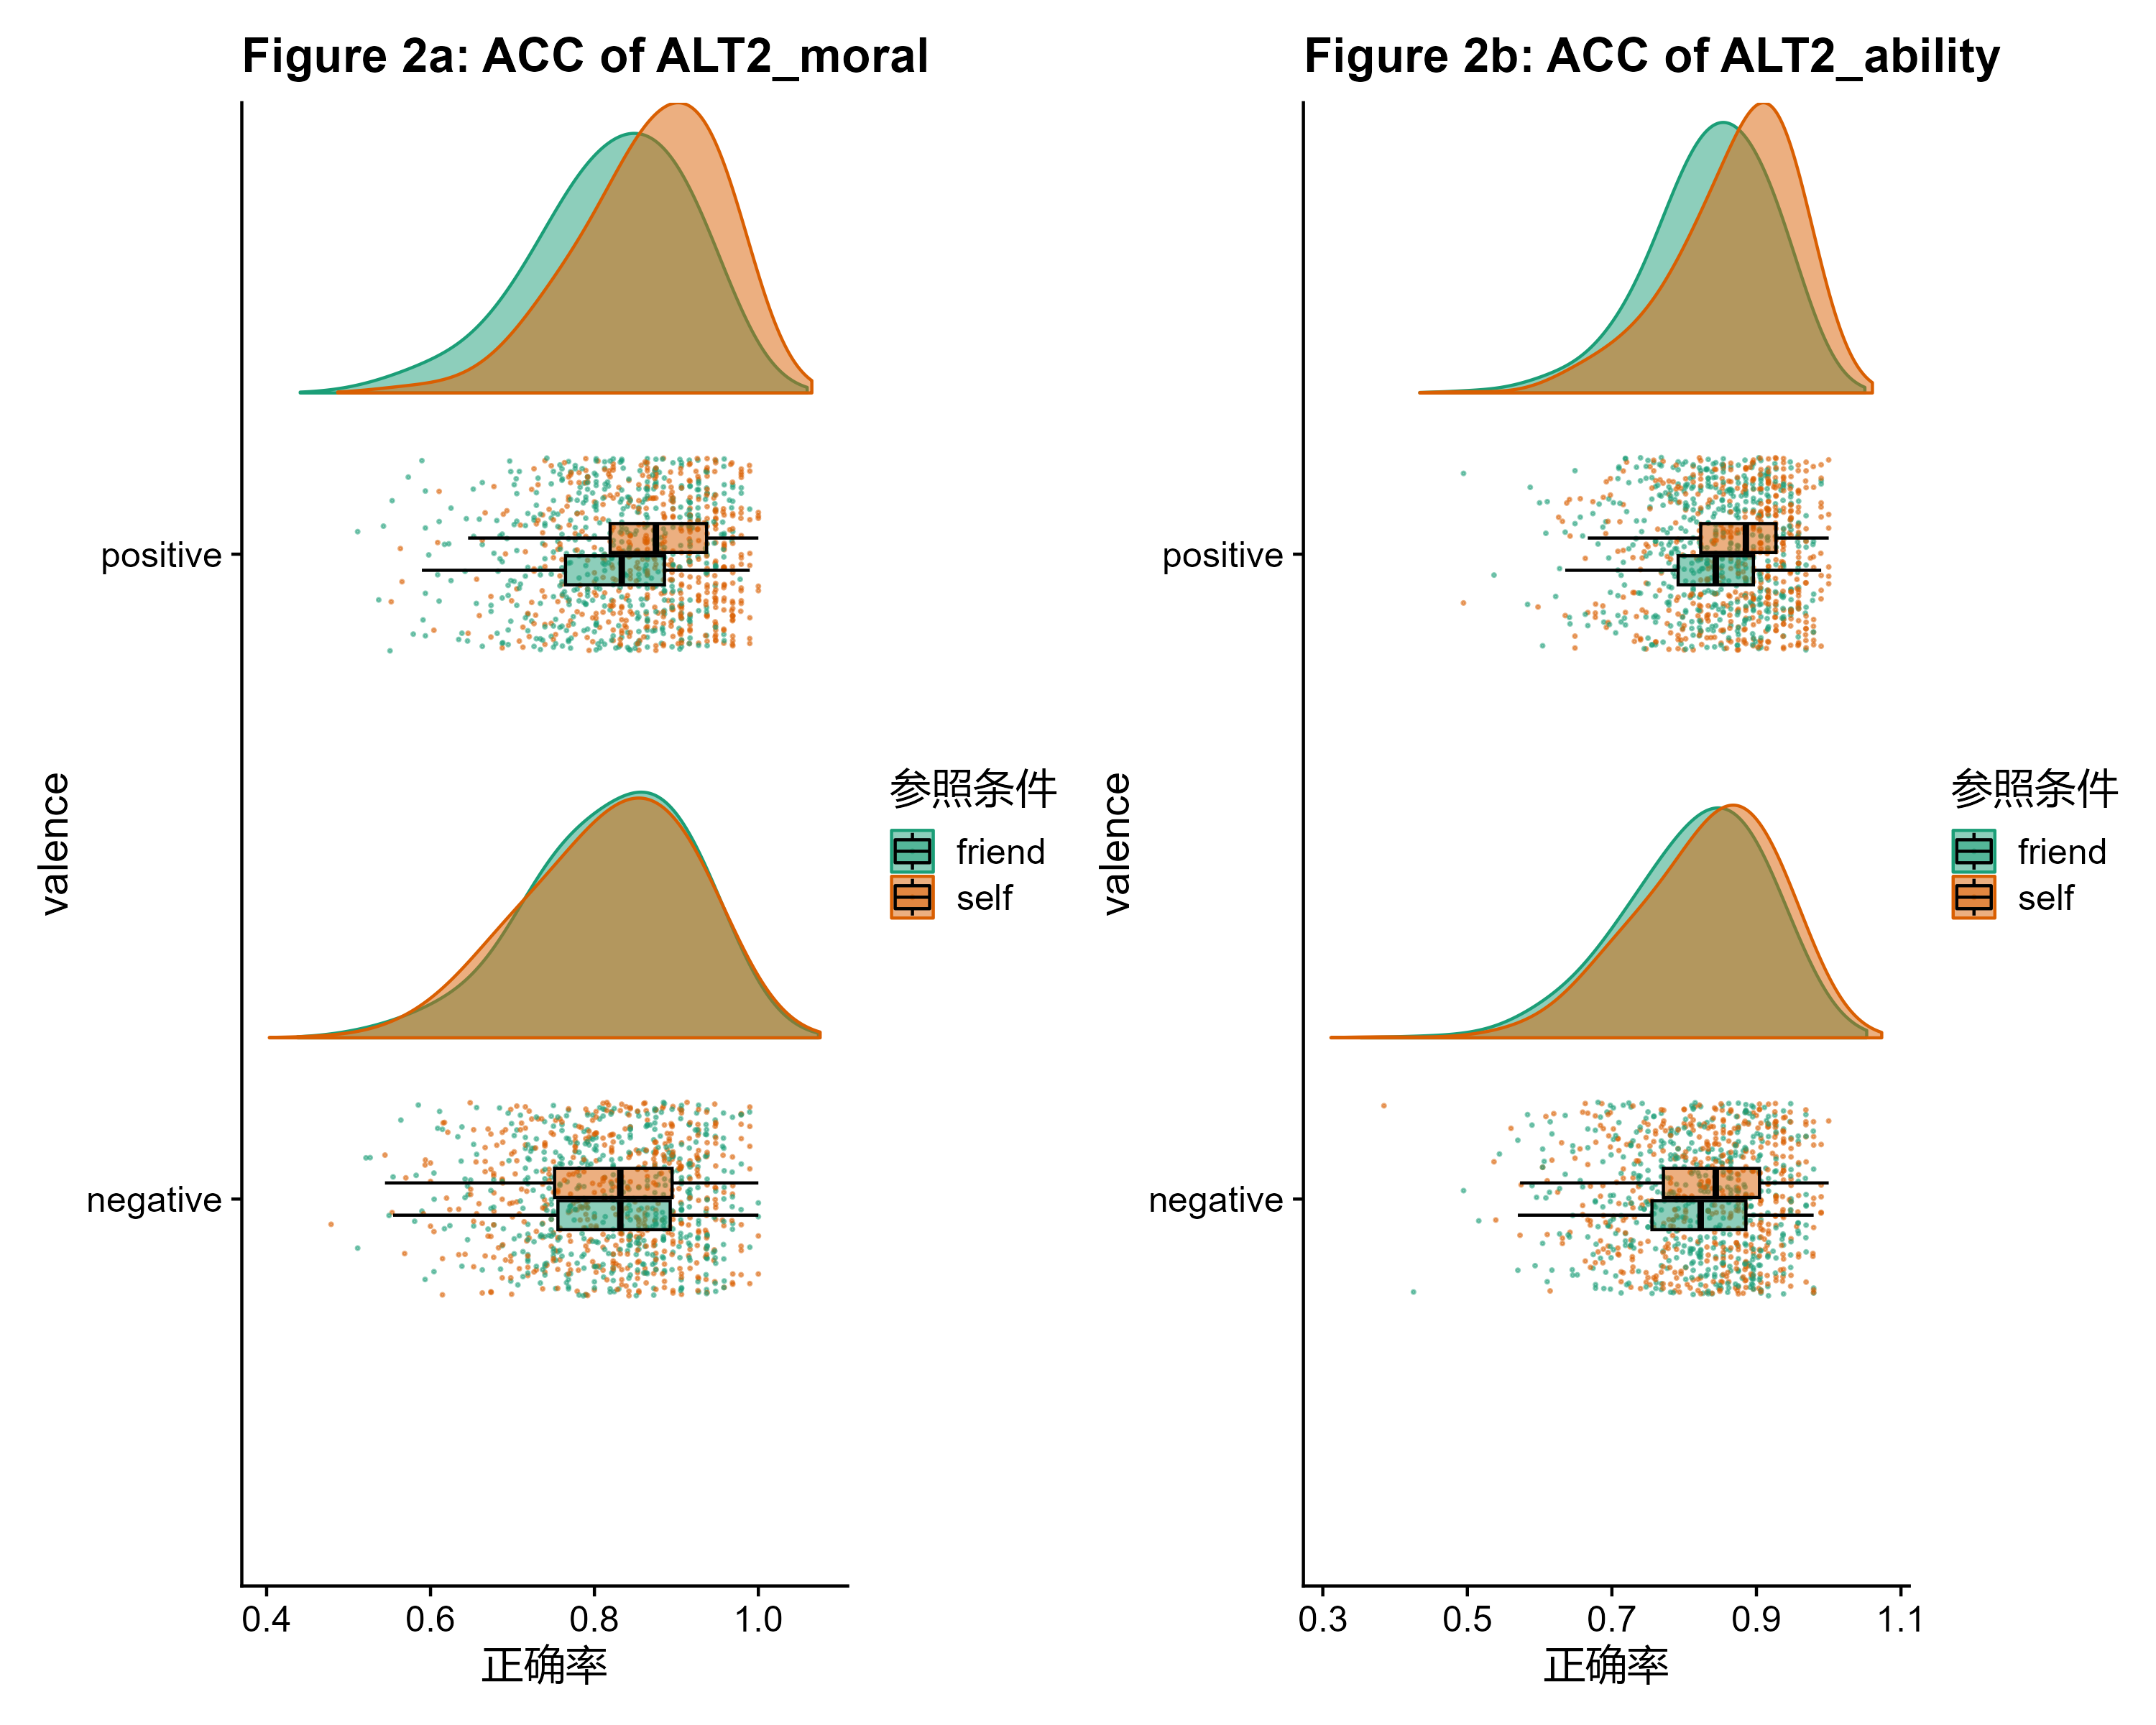 Figure 2a: ACC of ALT2_moral
positive
negative
valence
0.4 0.6 0.8 1.0
正确率
参照条件
friend
self
Figure 2b: ACC of ALT2_ability
positive
negative
valence
0.3 0.5 0.7 0.9 1.1
正确率
参照条件
friend
self